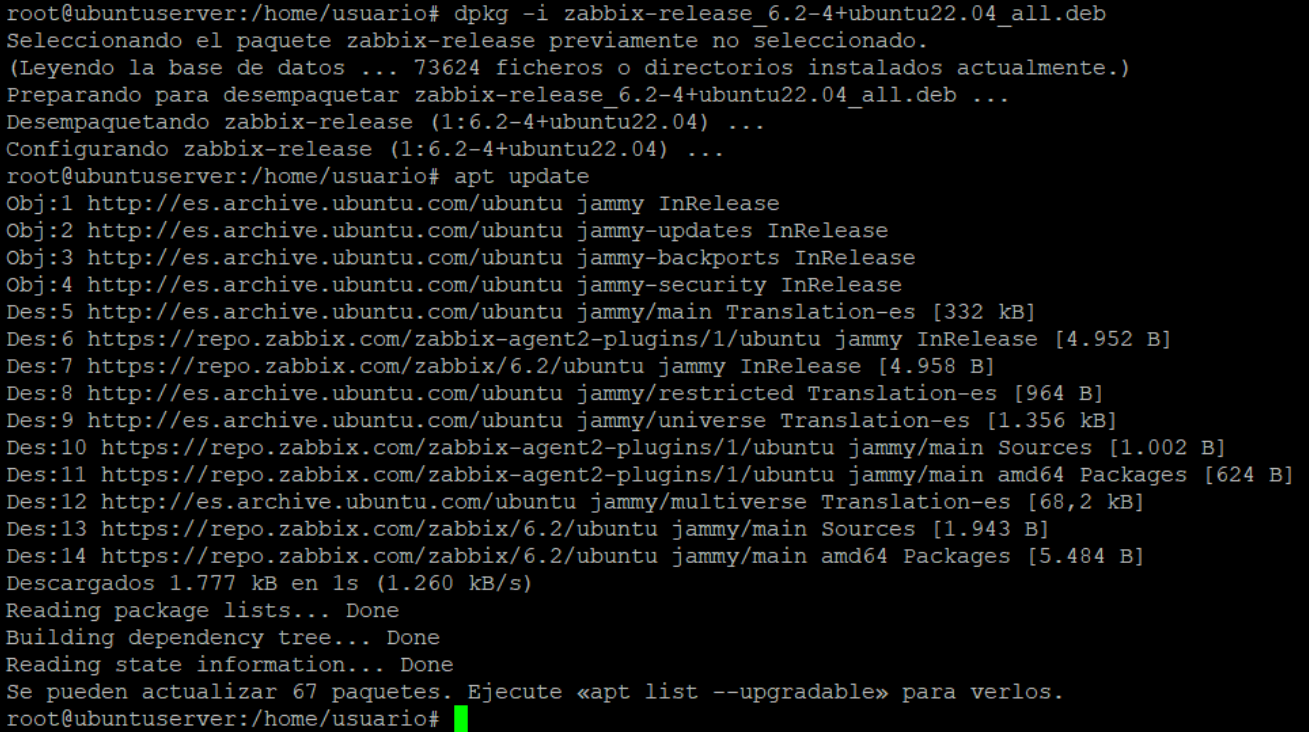 root@ubuntuserver:/home/usuario# dpkg -i zabbix-release_6.2-4+ubuntu22.04_all.deb
Seleccionando el paquete zabbix-release previamente no seleccionado.
(Leyendo la base de datos ... 73624 ficheros o directorios instalados actualmente.)
Preparando para desempaquetar zabbix-release_6.2-4+ubuntu22.04_all.deb ...
Desempaquetando zabbix-release (1:6.2-4+ubuntu22.04) ...
Configurando zabbix-release (1:6.2-4+ubuntu22.04) ...
root@ubuntuserver:/home/usuario# apt update
Obj:1 http://es.archive.ubuntu.com/ubuntu jammy InRelease
Obj:2 http://es.archive.ubuntu.com/ubuntu jammy-updates InRelease
Obj:3 http://es.archive.ubuntu.com/ubuntu jammy-backports InRelease
Obj:4 http://es.archive.ubuntu.com/ubuntu jammy-security InRelease
Des:5 http://es.archive.ubuntu.com/ubuntu jammy/main Translation-es [332 kB]
Des:6 https://repo.zabbix.com/zabbix-agent2-plugins/1/ubuntu jammy InRelease [4.952 B]
Des:7 https://repo.zabbix.com/zabbix/6.2/ubuntu jammy InRelease [4.958 B]
Des:8 http://es.archive.ubuntu.com/ubuntu jammy/restricted Translation-es [964 B]
Des:9 http://es.archive.ubuntu.com/ubuntu jammy/universe Translation-es [1.356 kB]
Des:10 https://repo.zabbix.com/zabbix-agent2-plugins/1/ubuntu jammy/main Sources [1.002 B]
Des:11 https://repo.zabbix.com/zabbix-agent2-plugins/1/ubuntu jammy/main amd64 Packages [624 B]
Des:12 http://es.archive.ubuntu.com/ubuntu jammy/multiverse Translation-es [68,2 kB]
Des:13 https://repo.zabbix.com/zabbix/6.2/ubuntu jammy/main Sources [1.943 B]
Des:14 https://repo.zabbix.com/zabbix/6.2/ubuntu jammy/main amd64 Packages [5.484 B]
Descargados 1.777 kB en 1s (1.260 kB/s)
Reading package lists... Done
Building dependency tree... Done
Reading state information... Done
Se pueden actualizar 67 paquetes. Ejecute «apt list --upgradable» para verlos.
root@ubuntuserver:/home/usuario#